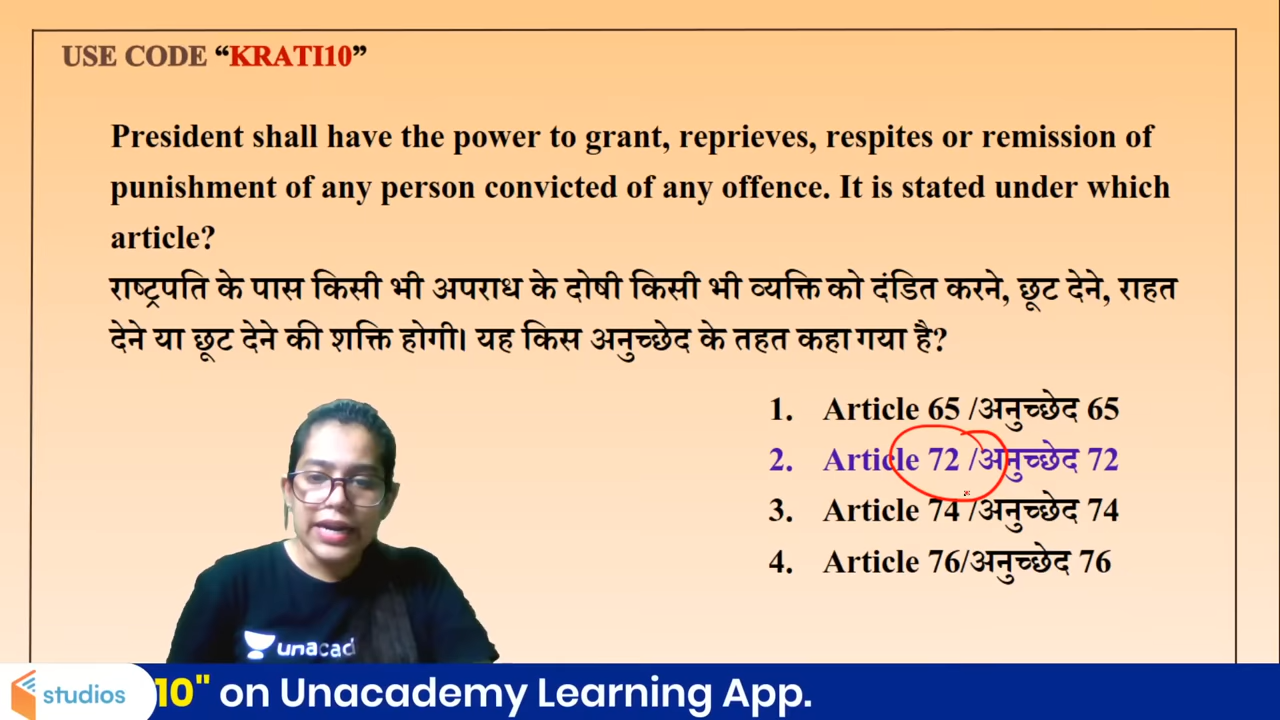 USE CODE “KRATI10”
President shall have the power to grant, reprieves, respites or remission of
punishment of any person convicted of any offence. It is stated under which
article?
राष्ट्रपति के पास किसी भी अपराध के दोषी किसी भी व्यक्ति को दंडित करने, छूट देने, राहत
देने या छूट देने की शक्ति होगी। यह किस अनुच्छेद के तहत कहा गया है?
1. Article 65 /अनुच्छेद 65
2. Article 72 /अनुच्छेद 72
3. Article 74 /अनुच्छेद 74
4. Article 76/अनुच्छेद 76
unacad
studios
10" on Unacademy Learning App.